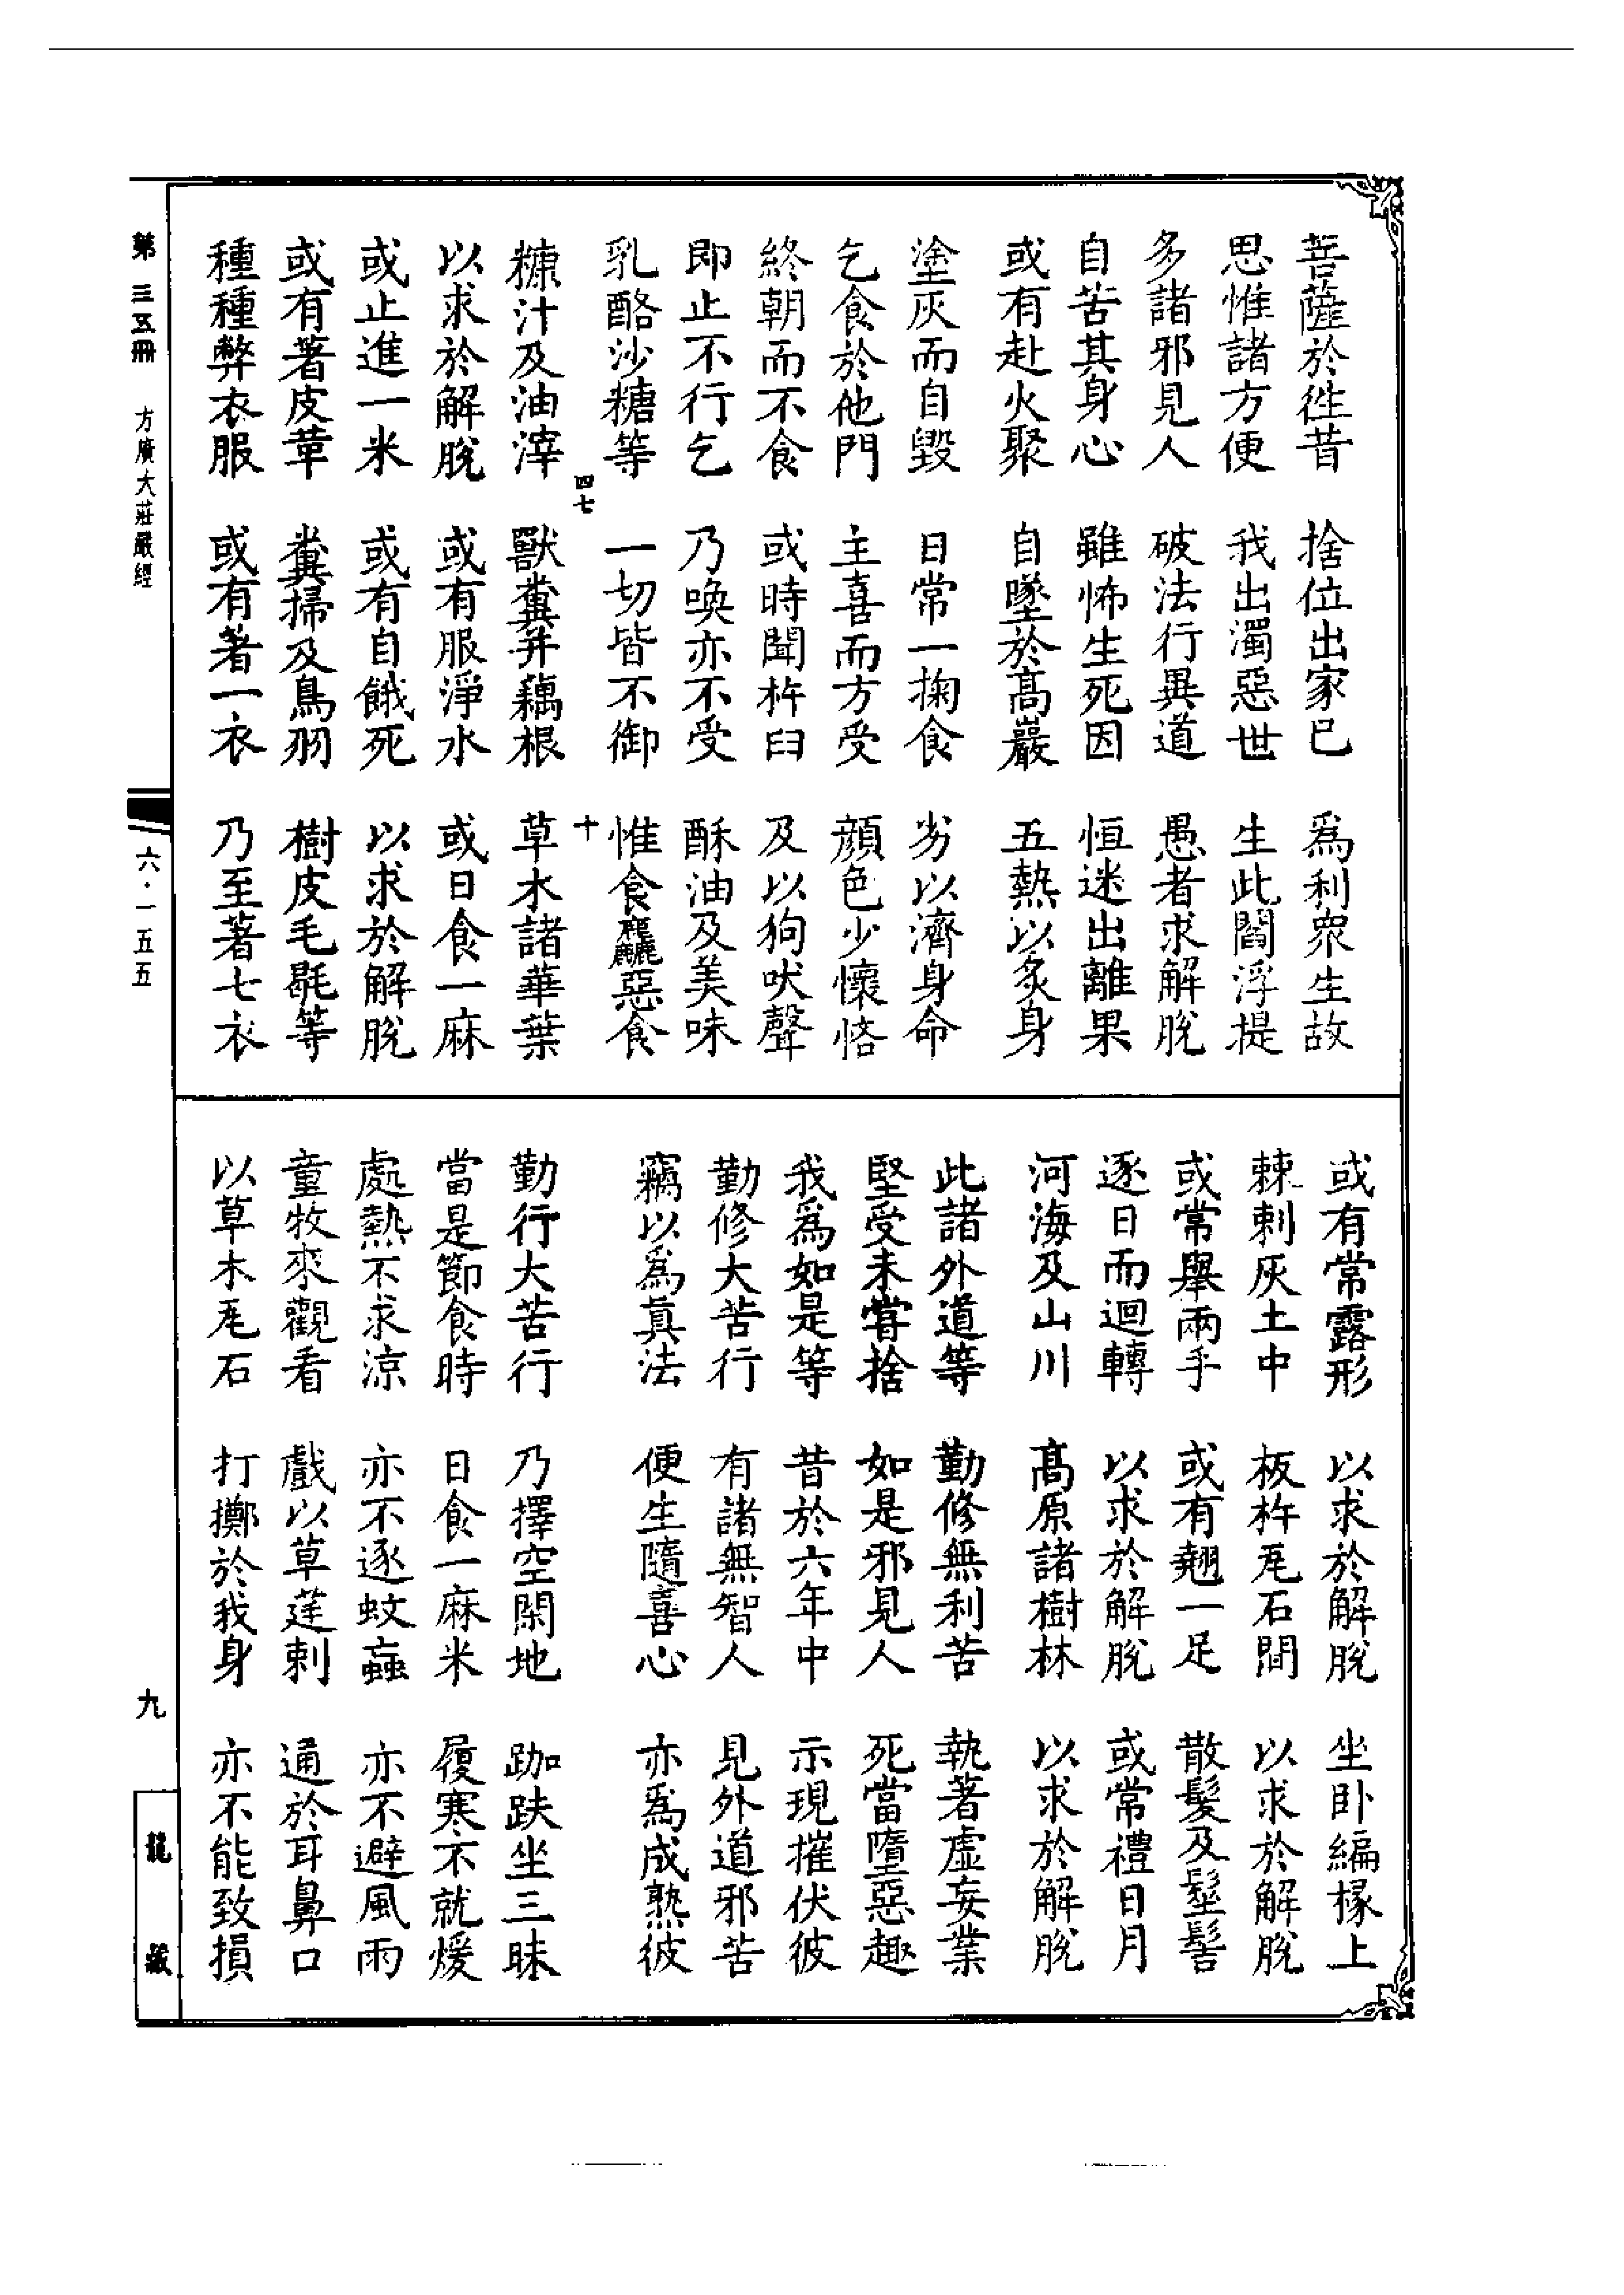 菩薩於徃昔　捨位出家已　爲利衆生故
思惟諸方便　我出濁惡世　生此閻浮提
多諸邪見人　破法行異道　愚者求解脫
自苦其身心　雖怖生死因　恒迷出離果
或有赴火聚　自墜於高巖　五熱以炙身
塗灰而自毀　日常一掬食　劣以濟身命
乞食於他門　主喜而方受　顔色少懷悋
終朝而不食　或時聞杵臼　及以狗吠聲
即止不行乞　乃喚亦不受　酥油及美味
乳酪沙糖等　一切皆不御　惟食麤惡食
四七　十
糠汁及油滓　獸糞并藕根　草木諸華葉
以求於解脫　或有服淨水　或日食一麻
或止進一米　或有自餓死　以求於解脫
或有著皮革　糞掃及鳥羽　樹皮毛毼等
種種弊衣服　或有著一衣　乃至著七衣
或有常露形　以求於解脫　坐卧編椽上
棘刺灰土中　板杵瓦石間　以求於解脫
或常舉兩手　或有翹一足　散髮及髽髻
逐日而迴轉　以求於解脫　或常禮日月
河海及山川　高原諸樹林　以求於解脫
此諸外道等　勤修無利苦　執著虛妄業
堅受未嘗捨　如是邪見人　死當墮惡趣
我爲如是等　昔於六年中　示現摧伏彼
勤修大苦行　有諸無智人　見外道邪苦
竊以爲真法　便生隨喜心　亦爲成熟彼
勤行大苦行　乃擇空閑地　跏趺坐三昧
當是節食時　日食一麻米　履寒不就煖
處熱不求涼　亦不逐蚊䖟　亦不避風雨
童牧來觀看　戲以草莛刺　通於耳鼻口
以草木瓦石　打擲於我身　亦不能致損
第三五冊　方廣大莊嚴經　六・一五五　九　龍藏